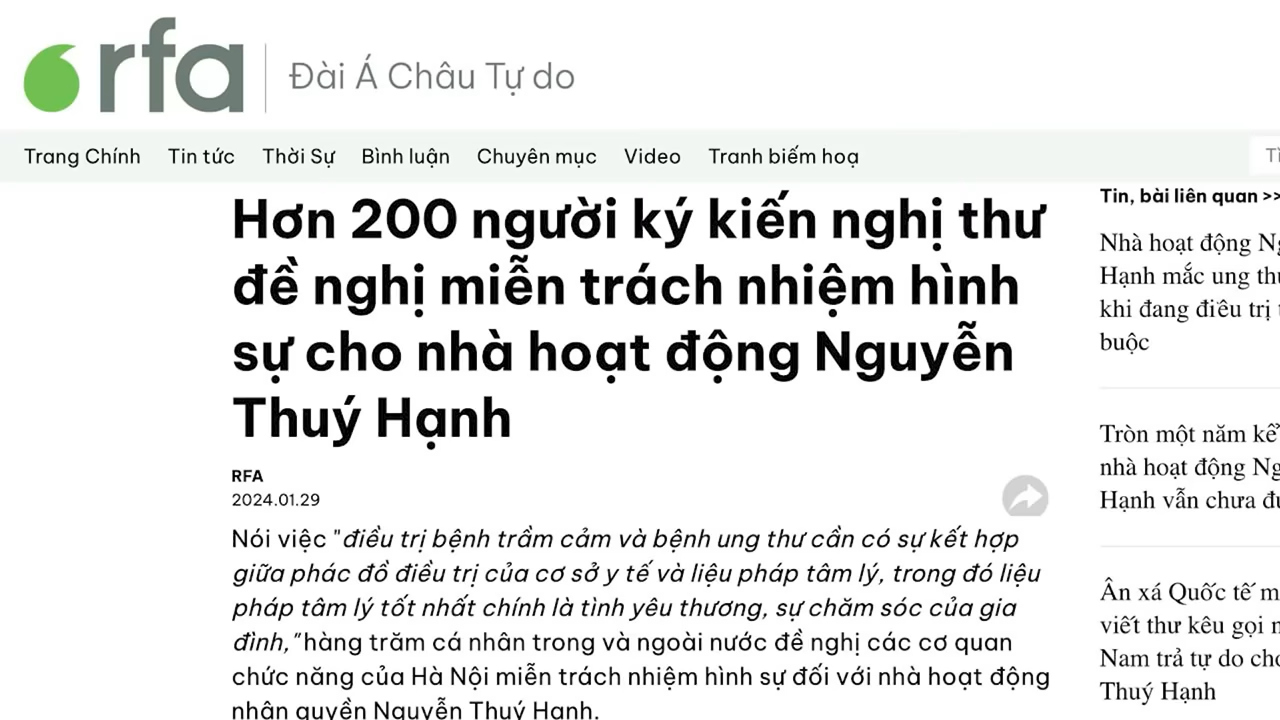 rfa
Đài Á Châu Tự do
Trang Chính Tin tức Thời Sự Bình luận Chuyên mục Video Tranh biếm hoạ
Hơn 200 người ký kiến nghị thư
đề nghị miễn trách nhiệm hình
sự cho nhà hoạt động Nguyễn
Thuý Hạnh
RFA
2024.01.29
Nói việc "điều trị bệnh trầm cảm và bệnh ung thư cần có sự kết hợp
giữa phác đồ điều trị của cơ sở y tế và liệu pháp tâm lý, trong đó liệu
pháp tâm lý tốt nhất chính là tình yêu thương, sự chăm sóc của gia
đình," hàng trăm cá nhân trong và ngoài nước đề nghị các cơ quan
chức năng của Hà Nội miễn trách nhiệm hình sự đối với nhà hoạt động
nhân quyền Nguyễn Thuý Hạnh.
Tin, bài liên quan >>
Nhà hoạt động
Hạnh mắc ung
khi đang điều trị
buộc
Tròn một năm kể
nhà hoạt động
Hạnh vẫn chưa
Ân xá Quốc tế
viết thư kêu gọi
Nam trả tự do
Thuý Hạnh